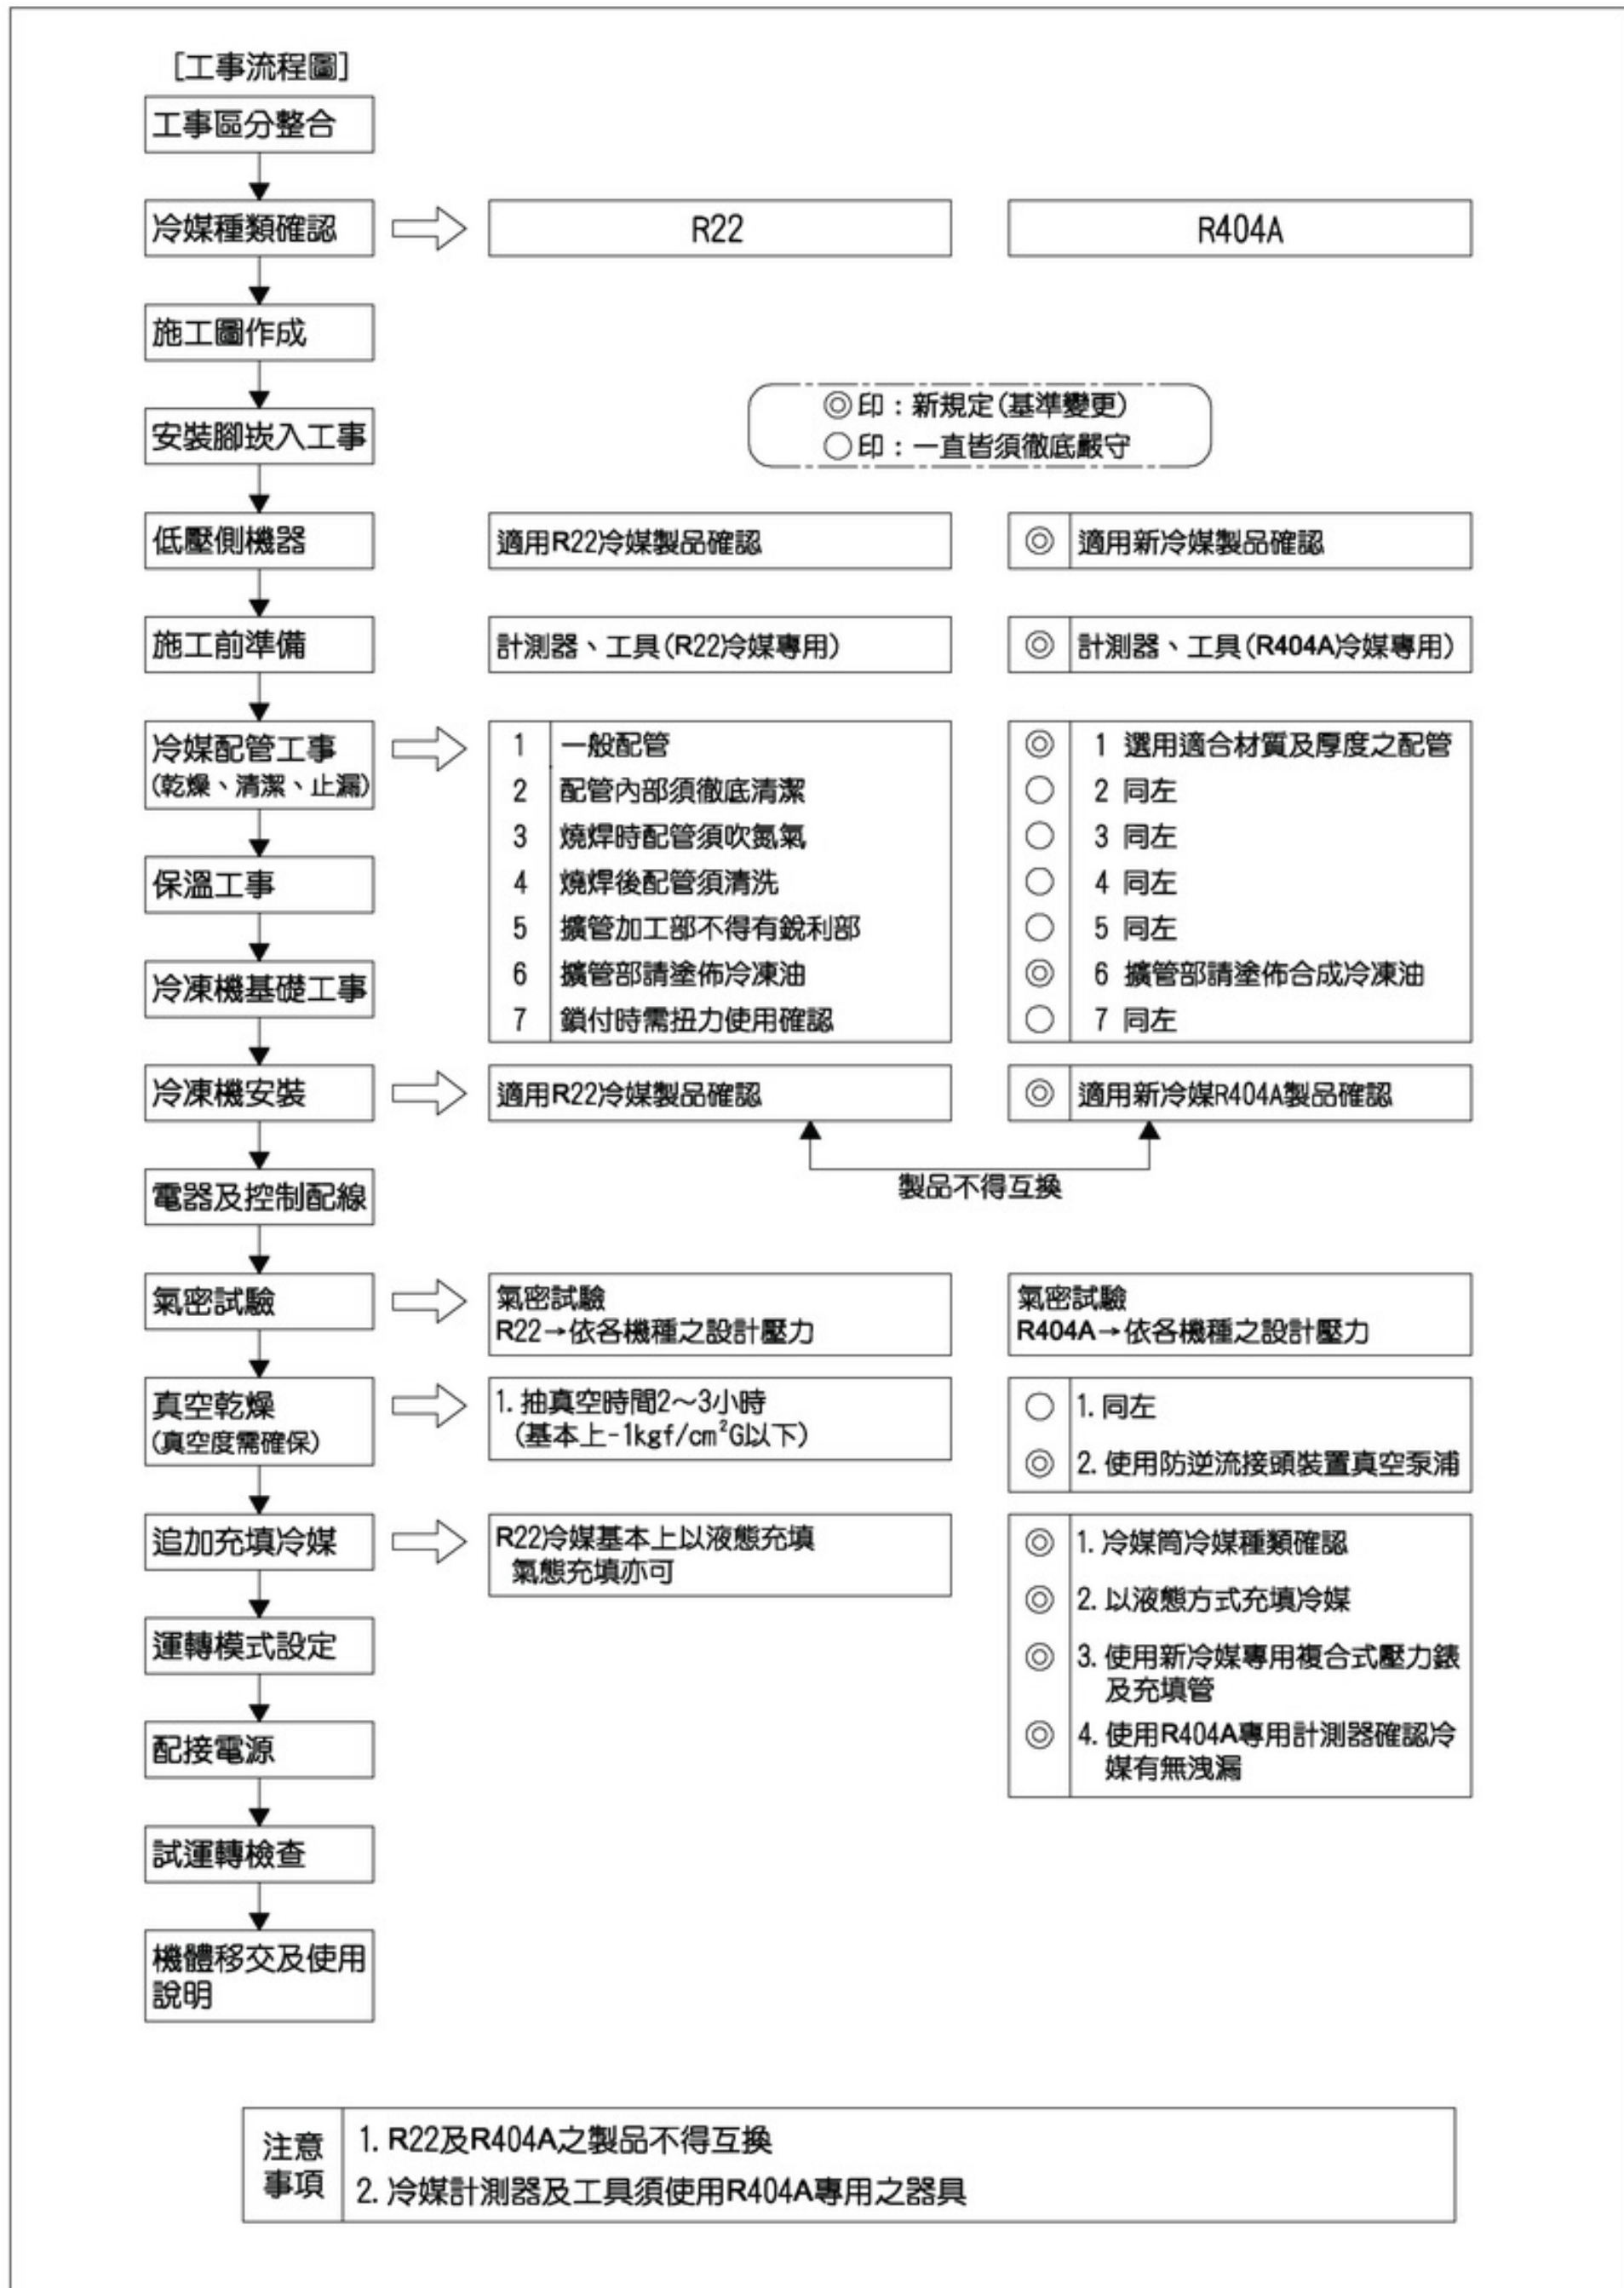 [工事流程圖]
工事區分整合
冷媒種類確認
R22
R404A
施工圖作成
◎印：新規定(基準變更)
○印：一直皆須徹底嚴守
安裝腳崁入工事
低壓側機器
適用R22冷媒製品確認
◎ 適用新冷媒製品確認
施工前準備
計測器、工具(R22冷媒專用)
◎ 計測器、工具(R404A冷媒專用)
冷媒配管工事
(乾燥、清潔、止漏)
1 一般配管
2 配管內部須徹底清潔
3 燒焊時配管須吹氮氣
4 燒焊後配管須清洗
5 擴管加工部不得有銳利部
6 擴管部請塗佈冷凍油
7 鎖付時需扭力使用確認
◎ 1 選用適合材質及厚度之配管
○ 2 同左
○ 3 同左
○ 4 同左
○ 5 同左
◎ 6 擴管部請塗佈合成冷凍油
○ 7 同左
保溫工事
冷凍機基礎工事
冷凍機安裝
適用R22冷媒製品確認
◎ 適用新冷媒R404A製品確認
製品不得互換
電器及控制配線
氣密試驗
氣密試驗
R22→依各機種之設計壓力
氣密試驗
R404A→依各機種之設計壓力
真空乾燥
(真空度需確保)
1. 抽真空時間2～3小時
(基本上-1kgf/cm²G以下)
○ 1. 同左
◎ 2. 使用防逆流接頭裝置真空泵浦
追加充填冷媒
R22冷媒基本上以液態充填
氣態充填亦可
◎ 1. 冷媒筒冷媒種類確認
◎ 2. 以液態方式充填冷媒
◎ 3. 使用新冷媒專用複合式壓力錶
及充填管
◎ 4. 使用R404A專用計測器確認冷
媒有無洩漏
運轉模式設定
配接電源
試運轉檢查
機體移交及使用
說明
注意
事項
1. R22及R404A之製品不得互換
2. 冷媒計測器及工具須使用R404A專用之器具